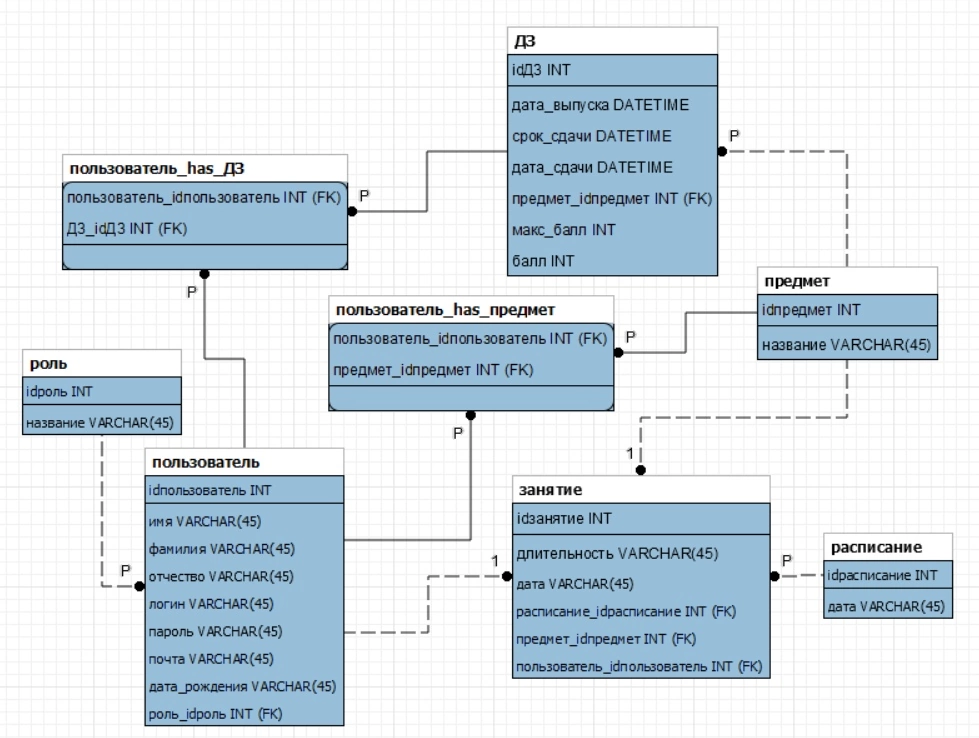 ДЗ
idДЗ INT
дата_выпуска DATETIME
срок_сдачи DATETIME
дата_сдачи DATETIME
предмет_idпредмет INT (FK)
макс_балл INT
балл INT
P
пользователь_has_ДЗ
пользователь_idпользователь INT (FK)
ДЗ_idДЗ INT (FK)
P
P
предмет
idпредмет INT
название VARCHAR(45)
пользователь_has_предмет
пользователь_idпользователь INT (FK)
предмет_idпредмет INT (FK)
P
P
роль
idроль INT
название VARCHAR(45)
P
пользователь
idпользователь INT
имя VARCHAR(45)
фамилия VARCHAR(45)
отчество VARCHAR(45)
логин VARCHAR(45)
пароль VARCHAR(45)
почта VARCHAR(45)
дата_рождения VARCHAR(45)
роль_idроль INT (FK)
1
1
занятие
idзанятие INT
длительность VARCHAR(45)
дата VARCHAR(45)
расписание_idрасписание INT (FK)
предмет_idпредмет INT (FK)
пользователь_idпользователь INT (FK)
P
расписание
idрасписание INT
дата VARCHAR(45)